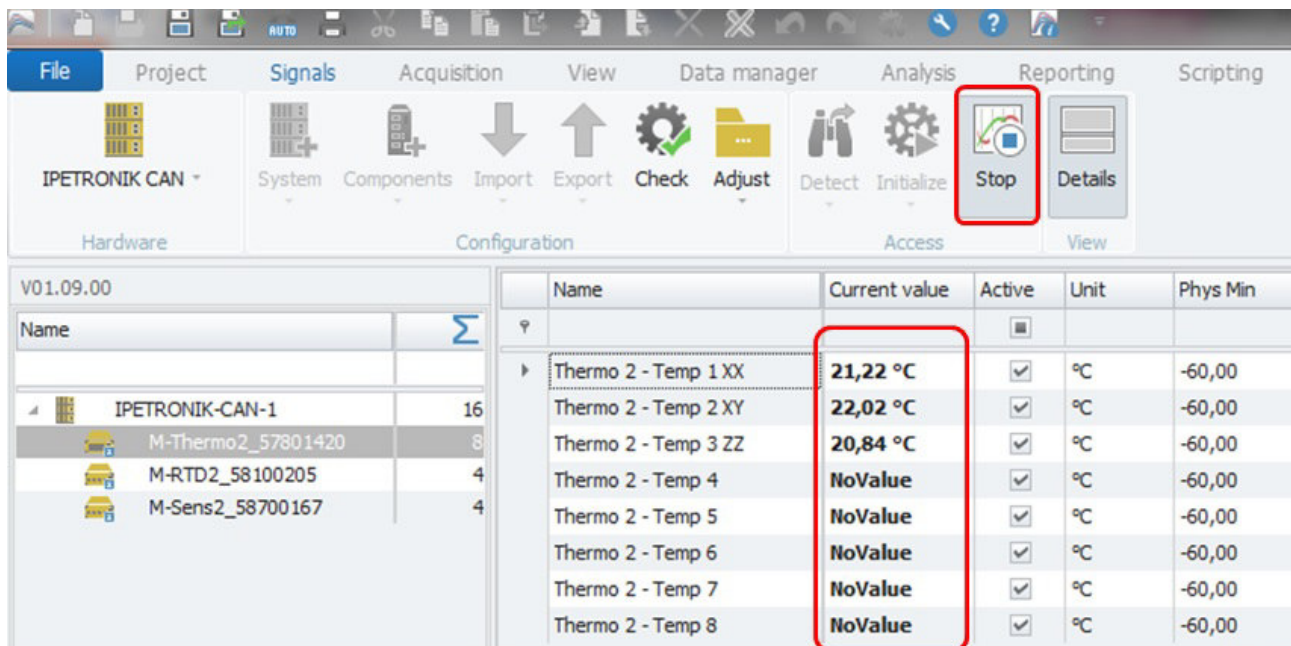 AUTO
File Project Signals Acquisition View Data manager Analysis Reporting Scripting
IPETRONIK CAN System Components Import Export Check Adjust Detect Initialize Stop Details
Hardware Configuration Access View
V01.09.00
Name Σ
IPETRONIK-CAN-1 16
M-Thermo2_57801420 8
M-RTD2_58100205 4
M-Sens2_58700167 4
Name Current value Active Unit Phys Min
Thermo 2 - Temp 1 XX 21,22 °C °C -60,00
Thermo 2 - Temp 2 XY 22,02 °C °C -60,00
Thermo 2 - Temp 3 ZZ 20,84 °C °C -60,00
Thermo 2 - Temp 4 NoValue °C -60,00
Thermo 2 - Temp 5 NoValue °C -60,00
Thermo 2 - Temp 6 NoValue °C -60,00
Thermo 2 - Temp 7 NoValue °C -60,00
Thermo 2 - Temp 8 NoValue °C -60,00